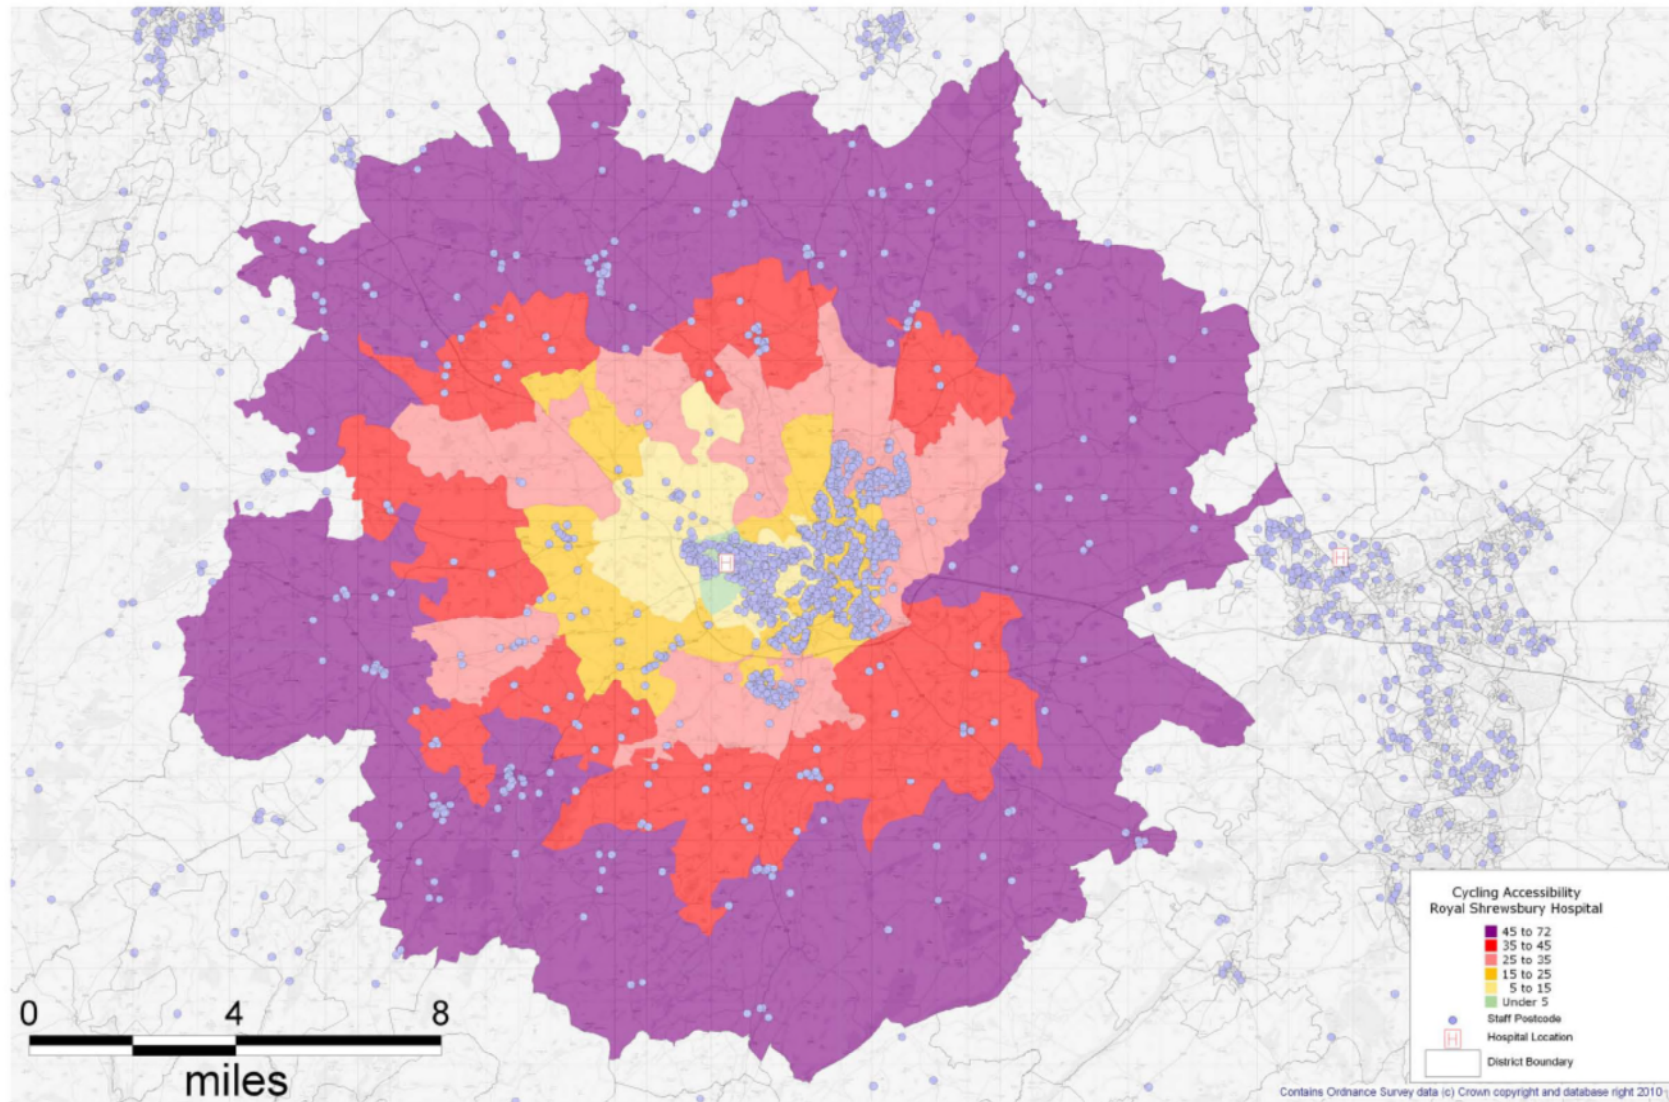 0 4 8
miles
Cycling Accessibility
Royal Shrewsbury Hospital
45 to 72
35 to 45
25 to 35
15 to 25
5 to 15
Under 5
Staff Postcode
H Hospital Location
District Boundary
H
H
Contains Ordnance Survey data (c) Crown copyright and database right 2010